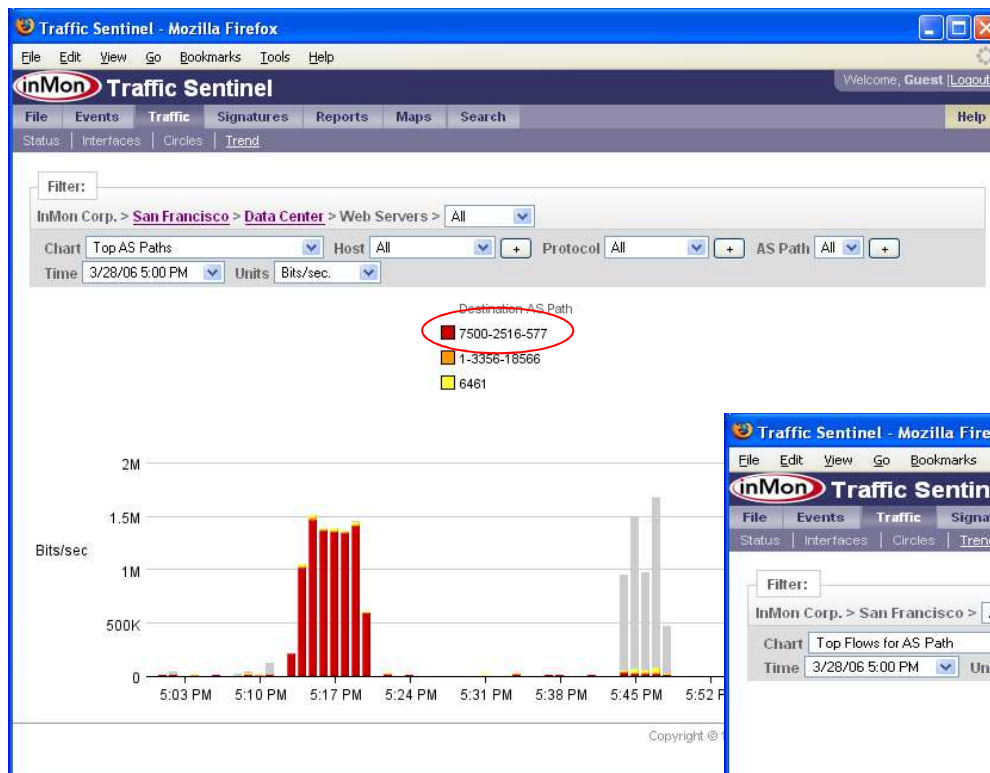 Traffic Sentinel - Mozilla Firefox
File Edit View Go Bookmarks Tools Help
inMon Traffic Sentinel
Welcome, Guest [Logout
File Events Traffic Signatures Reports Maps Search Help
Status | Interfaces | Circles | Trend
Filter:
InMon Corp. > San Francisco > Data Center > Web Servers > All
Chart Top AS Paths Host All + Protocol All + AS Path All +
Time 3/28/06 5:00 PM Units Bits/sec.
Destination AS Path
7500-2516-577
1-3356-18566
6461
2M
1.5M
Bits/sec
1M
500K
0
5:03 PM 5:10 PM 5:17 PM 5:24 PM 5:31 PM 5:38 PM 5:45 PM 5:52 P
Copyright ©
Traffic Sentinel - Mozilla Fire
File Edit View Go Bookmarks
inMon Traffic Sentin
File Events Traffic Signa
Status | Interfaces | Circles | Tren
Filter:
InMon Corp. > San Francisco >
Chart Top Flows for AS Path
Time 3/28/06 5:00 PM Un